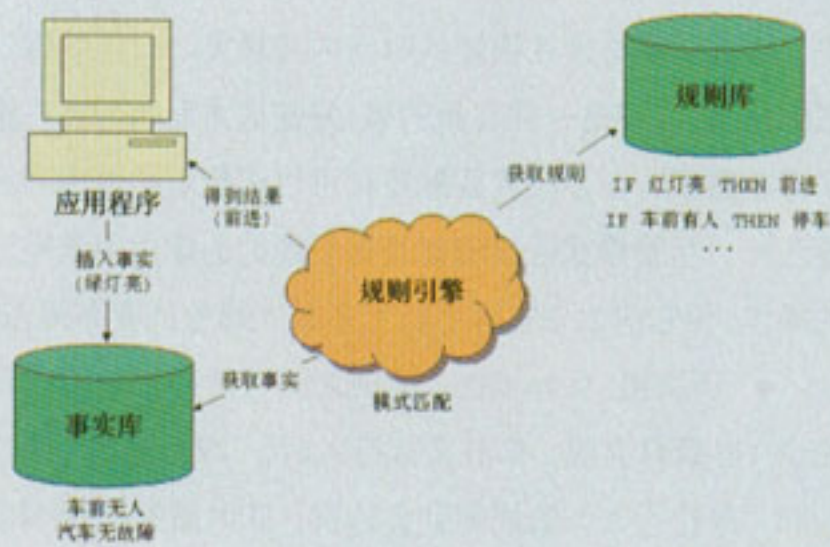 规则库
获取规则
IF 红灯亮 THEN 前进
IF 车前有人 THEN 停车
...
应用程序
得到结果
(前进)
插入事实
(绿灯亮)
规则引擎
获取事实
模式匹配
事实库
车前无人
汽车无故障